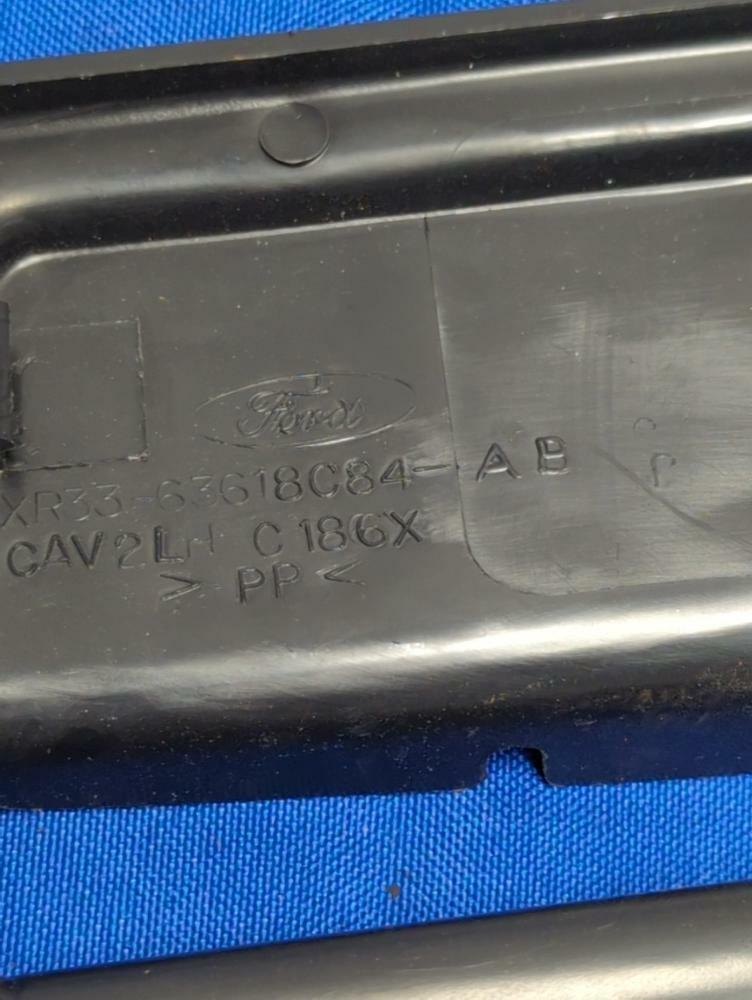 Ford
XR33-63618C84-AB
CAV2LH C186X
>PP<